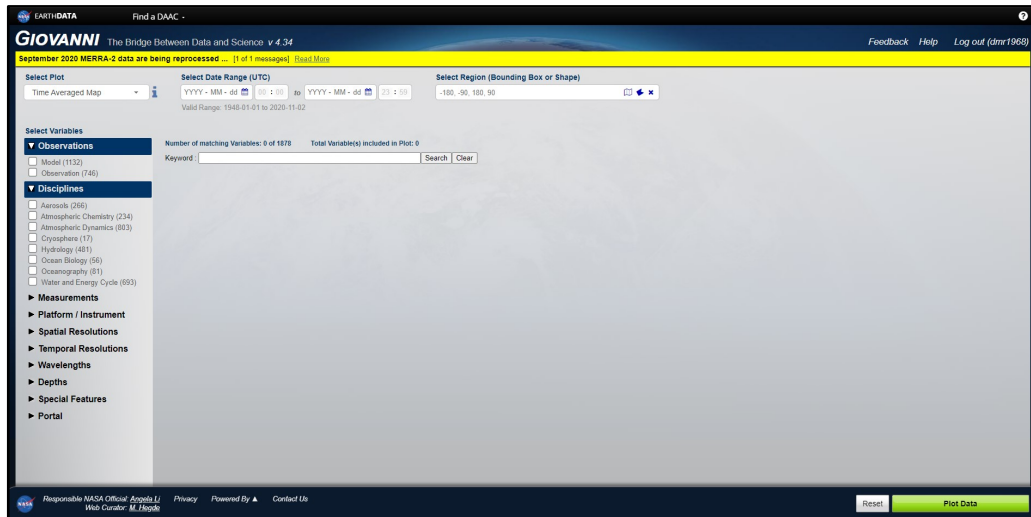 EARTHDATA Find a DAAC -
GIOVANNI The Bridge Between Data and Science v 4.34 Feedback Help Log out (dmr1968)
September 2020 MERRA-2 data are being reprocessed ... [1 of 1 messages] Read More
Select Plot Select Date Range (UTC) Select Region (Bounding Box or Shape)
Time Averaged Map YYYY - MM - dd 00 : 00 to YYYY - MM - dd 23 : 59 -180, -90, 180, 90
Valid Range: 1948-01-01 to 2020-11-02
Select Variables
Observations Number of matching Variables: 0 of 1878 Total Variable(s) included in Plot: 0
Keyword : Search Clear
Model (1132)
Observation (746)
Disciplines
Aerosols (266)
Atmospheric Chemistry (234)
Atmospheric Dynamics (803)
Cryosphere (17)
Hydrology (481)
Ocean Biology (56)
Oceanography (81)
Water and Energy Cycle (693)
Measurements
Platform / Instrument
Spatial Resolutions
Temporal Resolutions
Wavelengths
Depths
Special Features
Portal
NASA Responsible NASA Official: Angela Li Privacy Powered By ▲ Contact Us
Web Curator: M. Hegde
Reset Plot Data